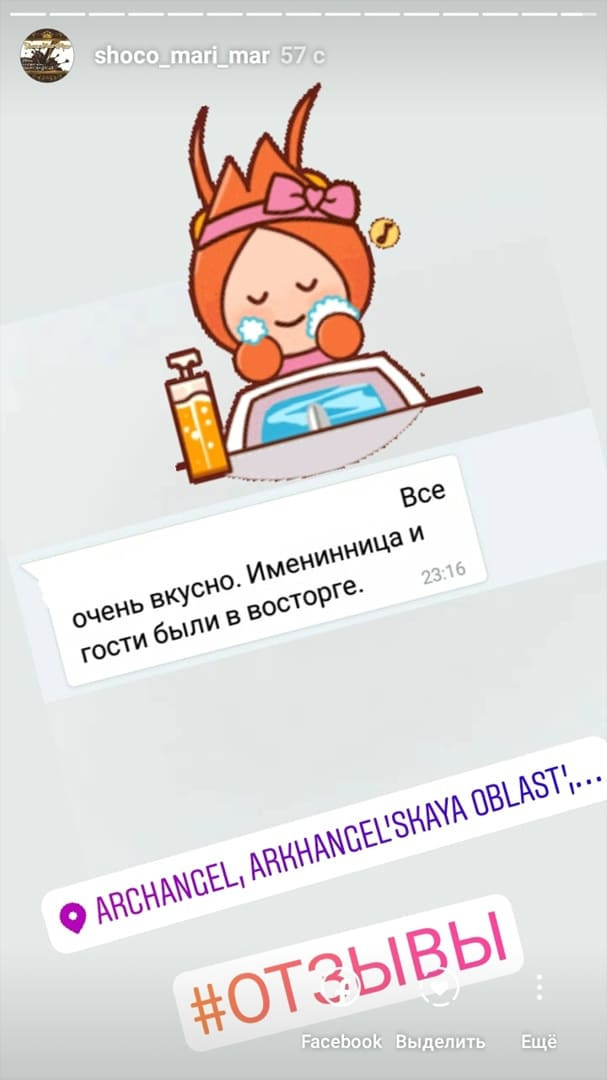 shoco_mari_mar 57 с
Все
очень вкусно. Именинница и
гости были в восторге.
23:16
ARCHANGEL, ARKHANGEL'SKAYA OBLAST',...
#ОТЗЫВЫ
Facebook Выделить Ещё